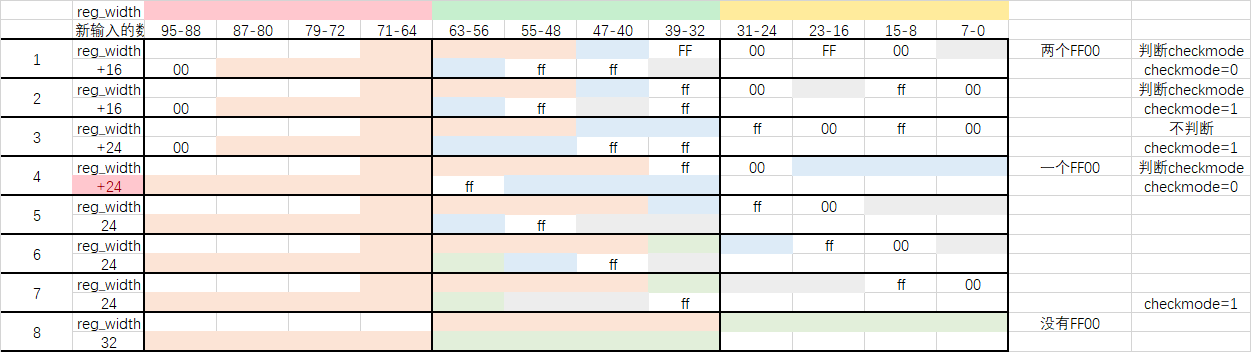 reg_width
新输入的数 95-88 87-80 79-72 71-64 63-56 55-48 47-40 39-32 31-24 23-16 15-8 7-0
1 reg_width FF 00 FF 00 两个FF00 判断checkmode
+16 00 ff ff checkmode=0
2 reg_width ff 00 ff 00 判断checkmode
+16 00 ff ff checkmode=1
3 reg_width ff 00 ff 00 不判断
+24 00 ff ff checkmode=1
4 reg_width ff 00 一个FF00 判断checkmode
+24 ff checkmode=0
5 reg_width ff 00
24 ff
6 reg_width ff 00
24 ff
7 reg_width ff 00
24 ff checkmode=1
8 reg_width 没有FF00
32